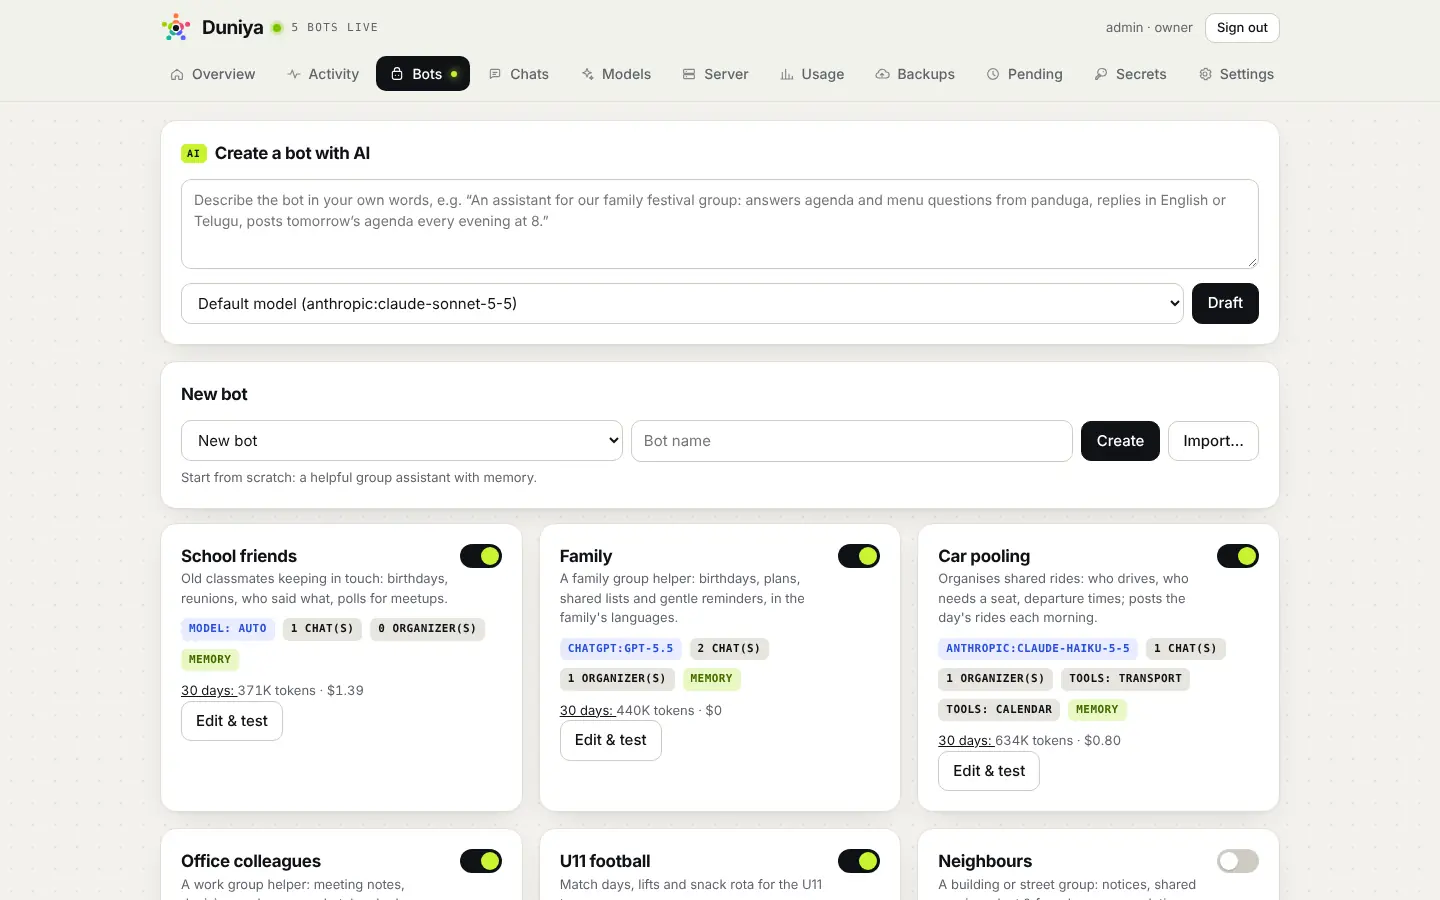 Duniya
5 BOTS LIVE
admin · owner
Sign out
Overview
Activity
Bots
Chats
Models
Server
Usage
Backups
Pending
Secrets
Settings
AI Create a bot with AI
Describe the bot in your own words, e.g. “An assistant for our family festival group: answers agenda and menu questions from panduga, replies in English or
Telugu, posts tomorrow’s agenda every evening at 8.”
Default model (anthropic:claude-sonnet-5-5)
Draft
New bot
New bot
Bot name
Create
Import...
Start from scratch: a helpful group assistant with memory.
School friends
Old classmates keeping in touch: birthdays,
reunions, who said what, polls for meetups.
MODEL: AUTO 1 CHAT(S) 0 ORGANIZER(S)
MEMORY
30 days: 371K tokens · $1.39
Edit & test
Family
A family group helper: birthdays, plans,
shared lists and gentle reminders, in the
family's languages.
CHATGPT:GPT-5.5 2 CHAT(S)
1 ORGANIZER(S) MEMORY
30 days: 440K tokens · $0
Edit & test
Car pooling
Organises shared rides: who drives, who
needs a seat, departure times; posts the
day's rides each morning.
ANTHROPIC:CLAUDE-HAIKU-5-5 1 CHAT(S)
1 ORGANIZER(S) TOOLS: TRANSPORT
TOOLS: CALENDAR MEMORY
30 days: 634K tokens · $0.80
Edit & test
Office colleagues
A work group helper: meeting notes,
U11 football
Match days, lifts and snack rota for the U11
Neighbours
A building or street group: notices, shared